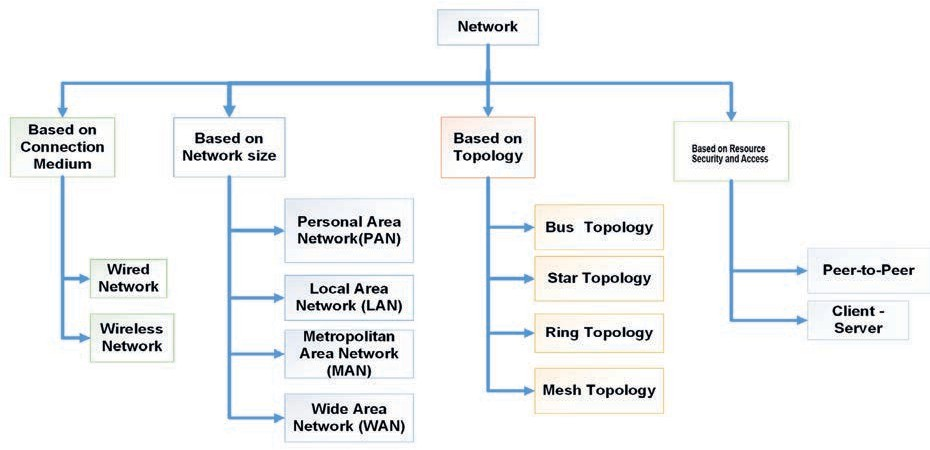 Network
Based on
Connection
Medium
Wired
Network
Wireless
Network
Based on
Network size
Personal Area
Network(PAN)
Local Area
Network (LAN)
Metropolitan
Area Network
(MAN)
Wide Area
Network (WAN)
Based on
Topology
Bus Topology
Star Topology
Ring Topology
Mesh Topology
Based on Resource
Security and Access
Peer-to-Peer
Client -
Server